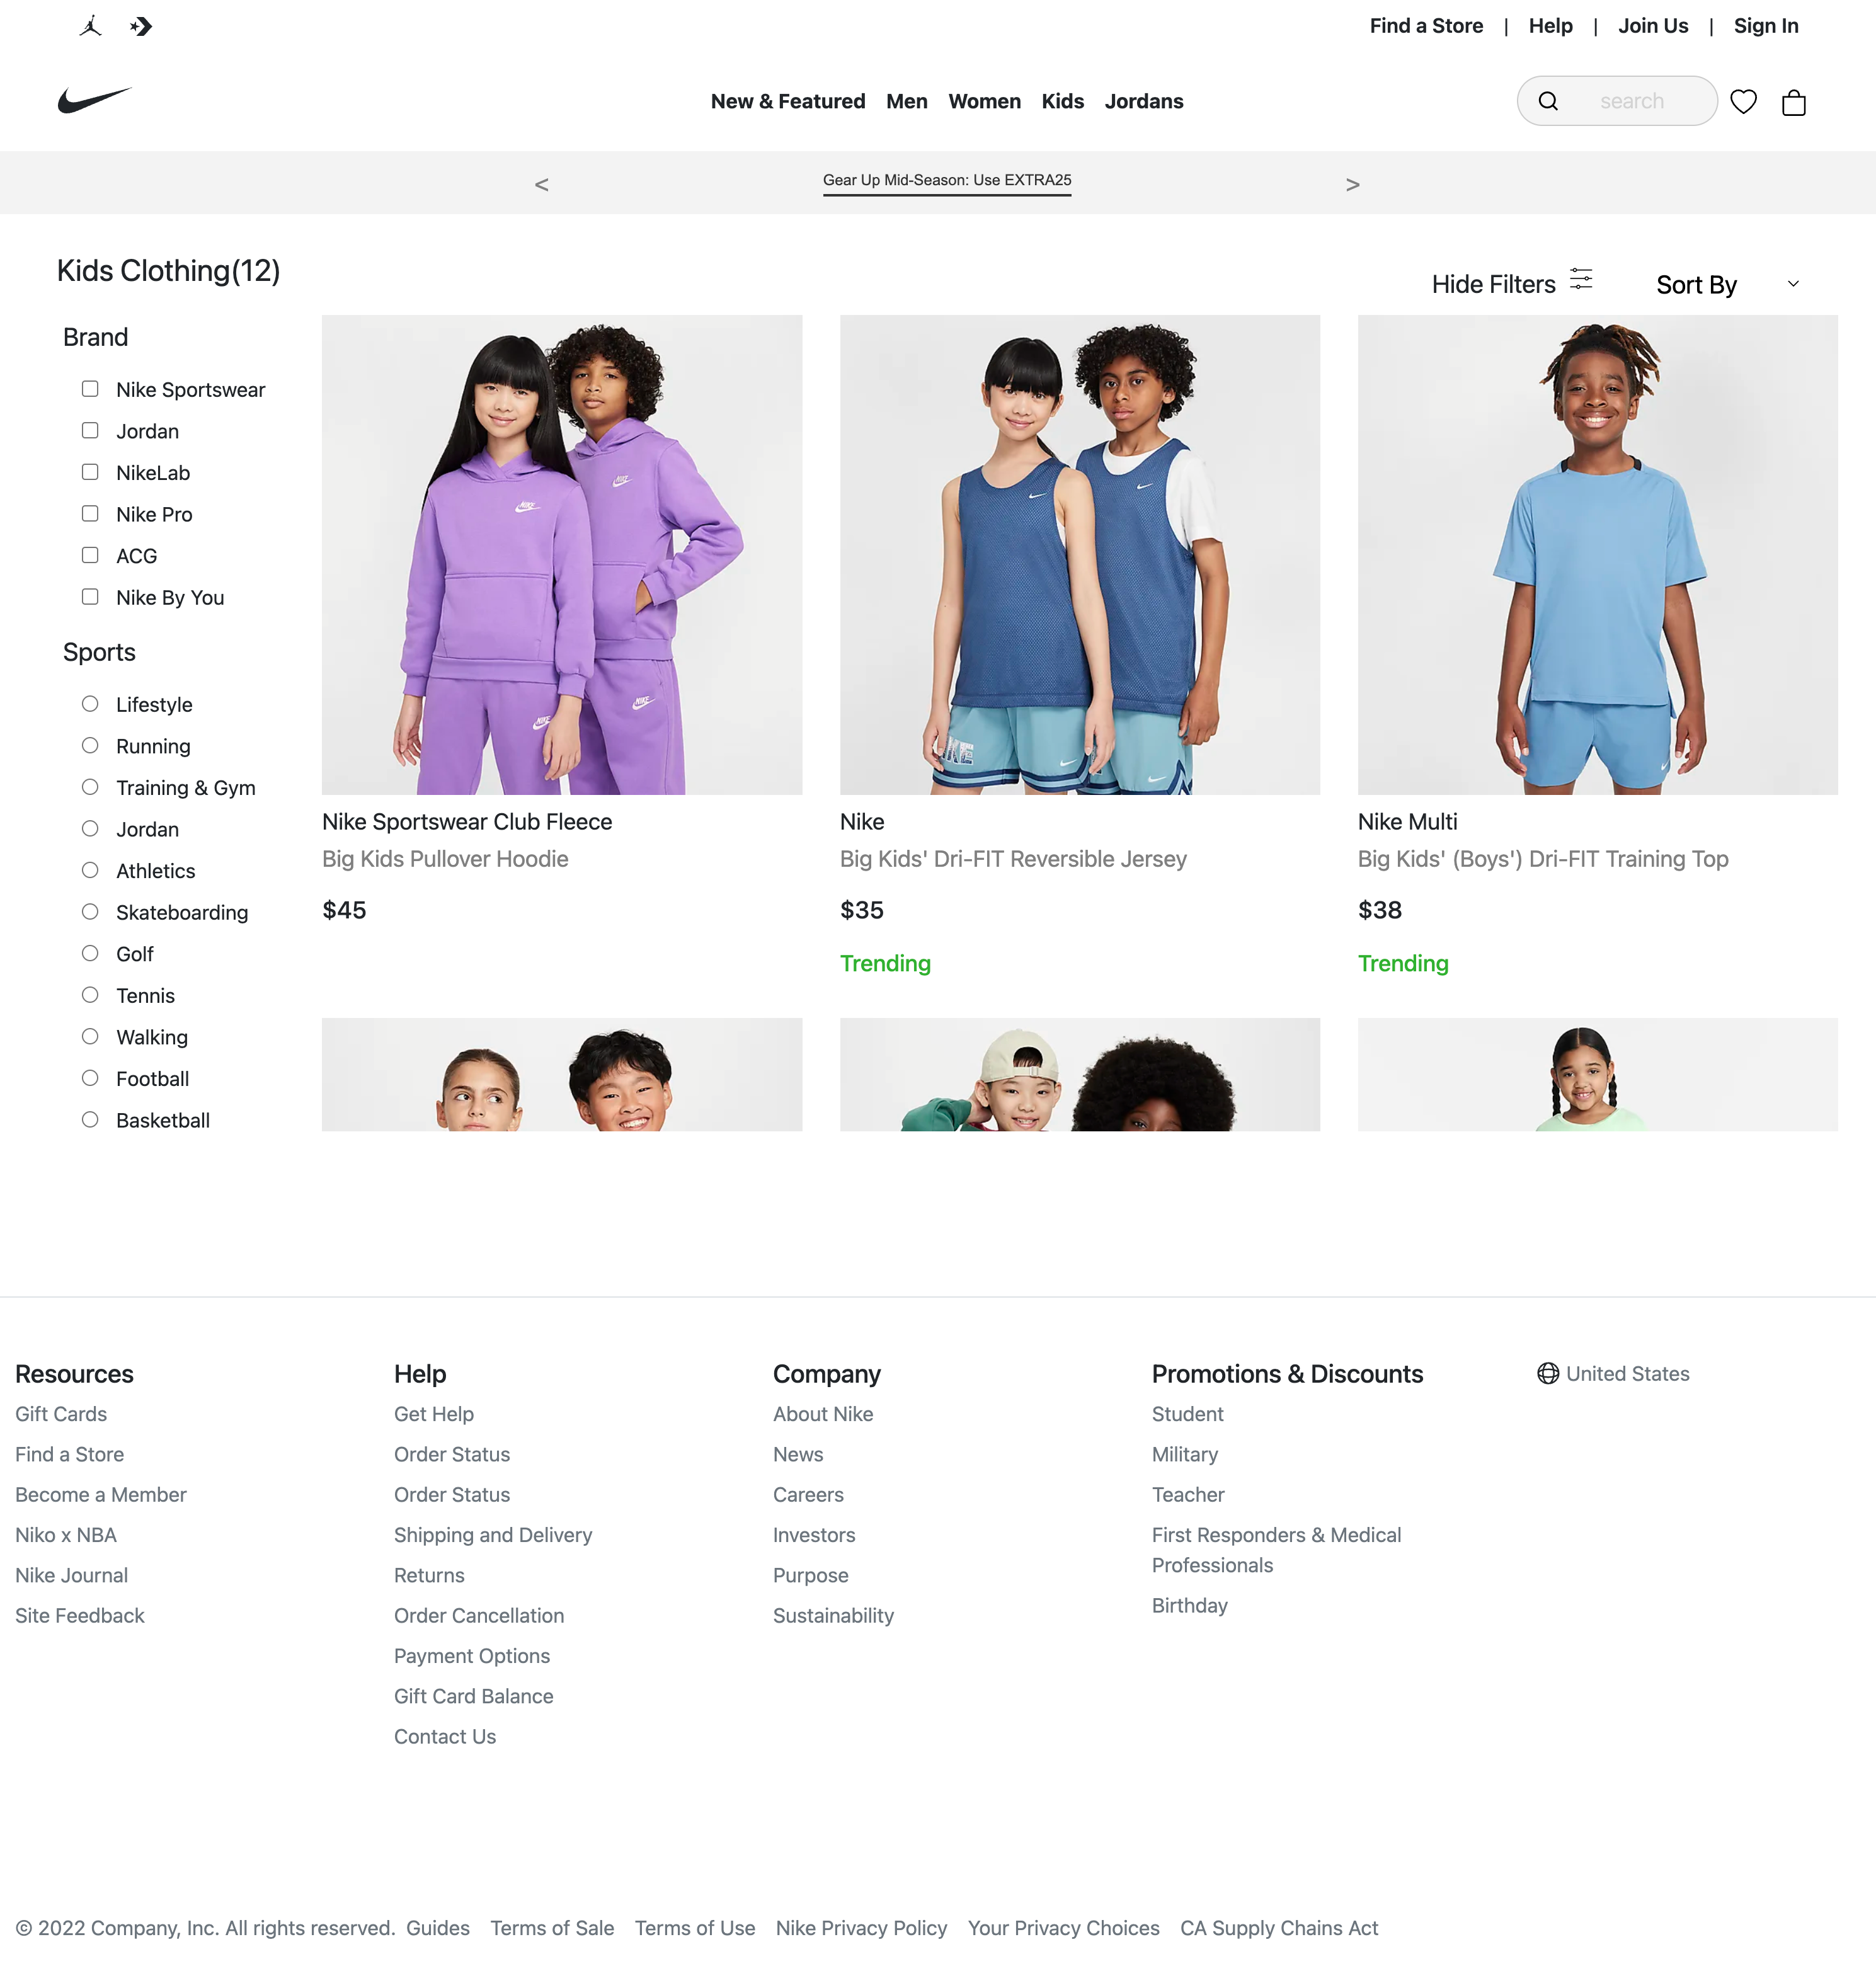 Find a Store | Help | Join Us | Sign In
New & Featured Men Women Kids Jordans
search
< Gear Up Mid-Season: Use EXTRA25 >
Kids Clothing(12)
Hide Filters Sort By
Brand
Nike Sportswear
Jordan
NikeLab
Nike Pro
ACG
Nike By You
Sports
Lifestyle
Running
Training & Gym
Jordan
Athletics
Skateboarding
Golf
Tennis
Walking
Football
Basketball
NIKE
NIKE
NIKE
NIKE
Nike Sportswear Club Fleece
Big Kids Pullover Hoodie
$45
Nike
Big Kids' Dri-FIT Reversible Jersey
$35
Trending
Nike Multi
Big Kids' (Boys') Dri-FIT Training Top
$38
Trending
Resources
Gift Cards
Find a Store
Become a Member
Niko x NBA
Nike Journal
Site Feedback
Help
Get Help
Order Status
Order Status
Shipping and Delivery
Returns
Order Cancellation
Payment Options
Gift Card Balance
Contact Us
Company
About Nike
News
Careers
Investors
Purpose
Sustainability
Promotions & Discounts
Student
Military
Teacher
First Responders & Medical
Professionals
Birthday
United States
© 2022 Company, Inc. All rights reserved. Guides Terms of Sale Terms of Use Nike Privacy Policy Your Privacy Choices CA Supply Chains Act